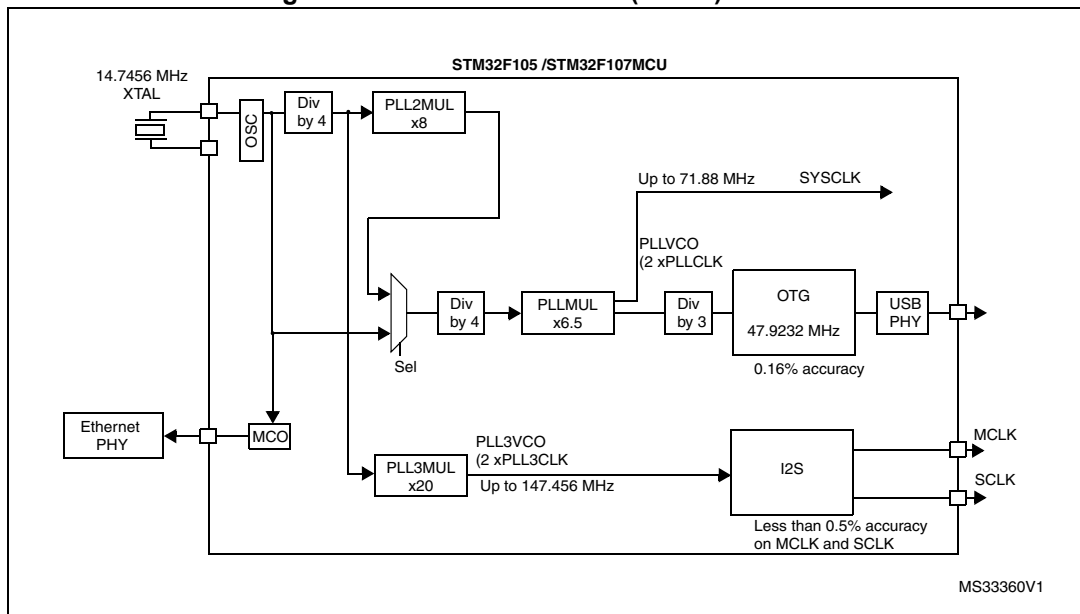 STM32F105 /STM32F107MCU
14.7456 MHz
XTAL
OSC
Div
by 4
PLL2MUL
x8
Up to 71.88 MHz
SYSCLK
PLLVCO
(2 xPLLCLK
Div
by 4
PLLMUL
x6.5
Div
by 3
OTG
47.9232 MHz
USB
PHY
Sel
0.16% accuracy
Ethernet
PHY
MCO
PLL3MUL
x20
PLL3VCO
(2 xPLL3CLK
Up to 147.456 MHz
I2S
MCLK
SCLK
Less than 0.5% accuracy
on MCLK and SCLK
MS33360V1